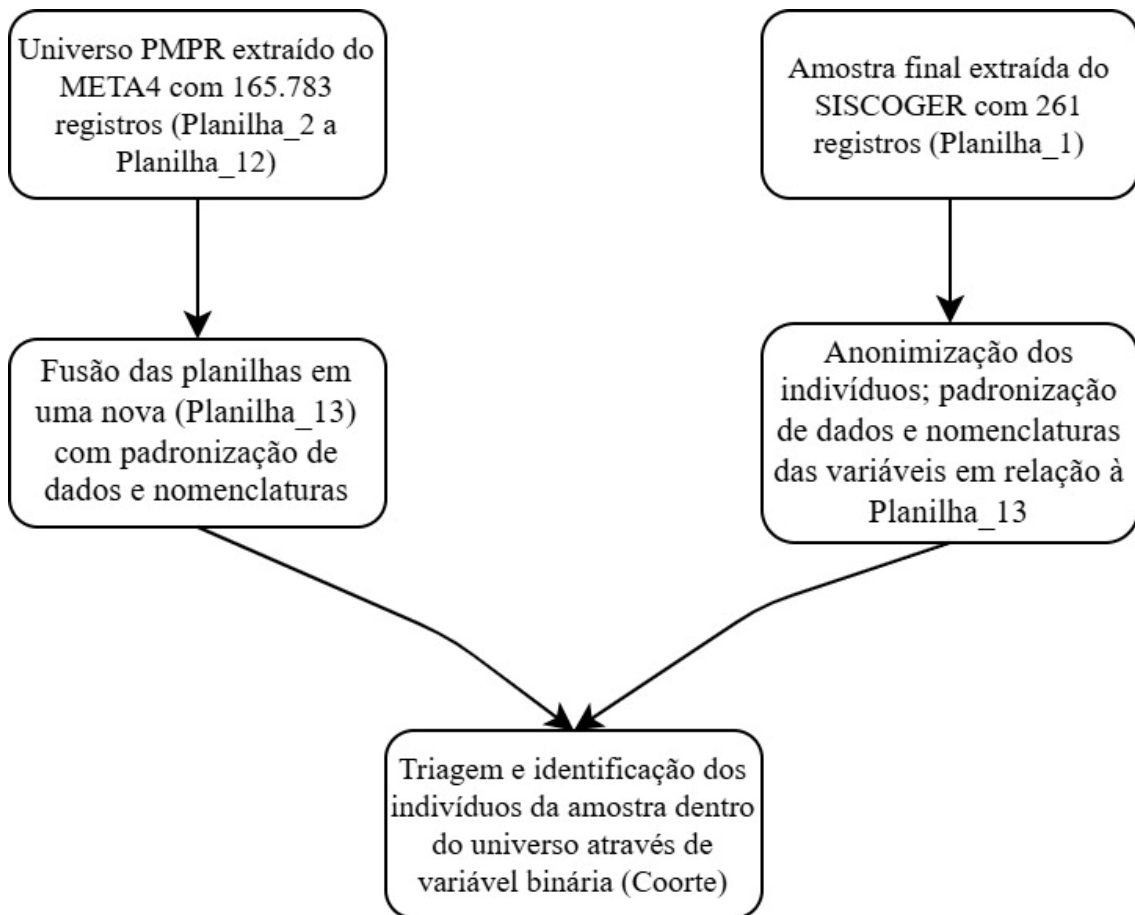 Universo PMPR extraído do
META4 com 165.783
registros (Planilha_2 a
Planilha_12)
Amostra final extraída do
SISCOGER com 261
registros (Planilha_1)
Fusão das planilhas em
uma nova (Planilha_13)
com padronização de
dados e nomenclaturas
Anonimização dos
indivíduos; padronização
de dados e nomenclaturas
das variáveis em relação à
Planilha_13
Triagem e identificação dos
indivíduos da amostra dentro
do universo através de
variável binária (Coorte)